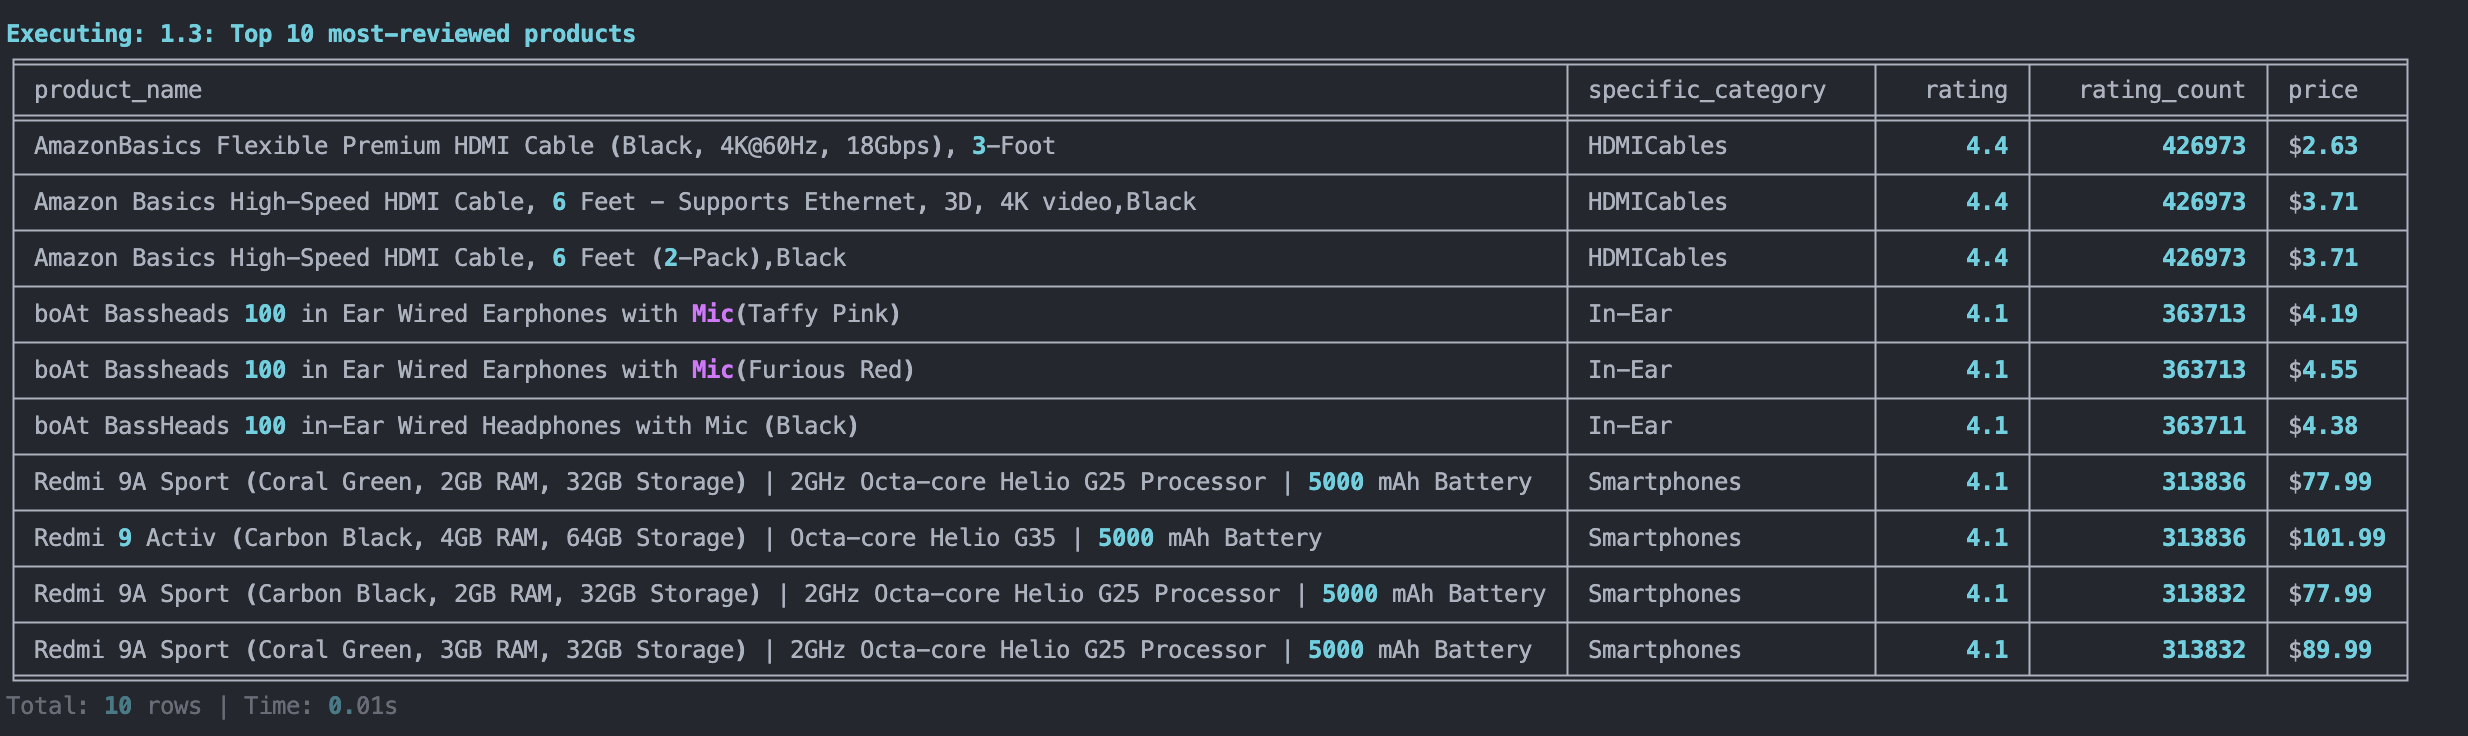 Executing: 1.3: Top 10 most-reviewed products
product_name specific_category rating rating_count price
AmazonBasics Flexible Premium HDMI Cable (Black, 4K@60Hz, 18Gbps), 3-Foot HDMICables 4.4 426973 $2.63
Amazon Basics High-Speed HDMI Cable, 6 Feet - Supports Ethernet, 3D, 4K video,Black HDMICables 4.4 426973 $3.71
Amazon Basics High-Speed HDMI Cable, 6 Feet (2-Pack),Black HDMICables 4.4 426973 $3.71
boAt Bassheads 100 in Ear Wired Earphones with Mic(Taffy Pink) In-Ear 4.1 363713 $4.19
boAt Bassheads 100 in Ear Wired Earphones with Mic(Furious Red) In-Ear 4.1 363713 $4.55
boAt BassHeads 100 in-Ear Wired Headphones with Mic (Black) In-Ear 4.1 363711 $4.38
Redmi 9A Sport (Coral Green, 2GB RAM, 32GB Storage) | 2GHz Octa-core Helio G25 Processor | 5000 mAh Battery Smartphones 4.1 313836 $77.99
Redmi 9 Activ (Carbon Black, 4GB RAM, 64GB Storage) | Octa-core Helio G35 | 5000 mAh Battery Smartphones 4.1 313836 $101.99
Redmi 9A Sport (Carbon Black, 2GB RAM, 32GB Storage) | 2GHz Octa-core Helio G25 Processor | 5000 mAh Battery Smartphones 4.1 313832 $77.99
Redmi 9A Sport (Coral Green, 3GB RAM, 32GB Storage) | 2GHz Octa-core Helio G25 Processor | 5000 mAh Battery Smartphones 4.1 313832 $89.99
Total: 10 rows | Time: 0.01s